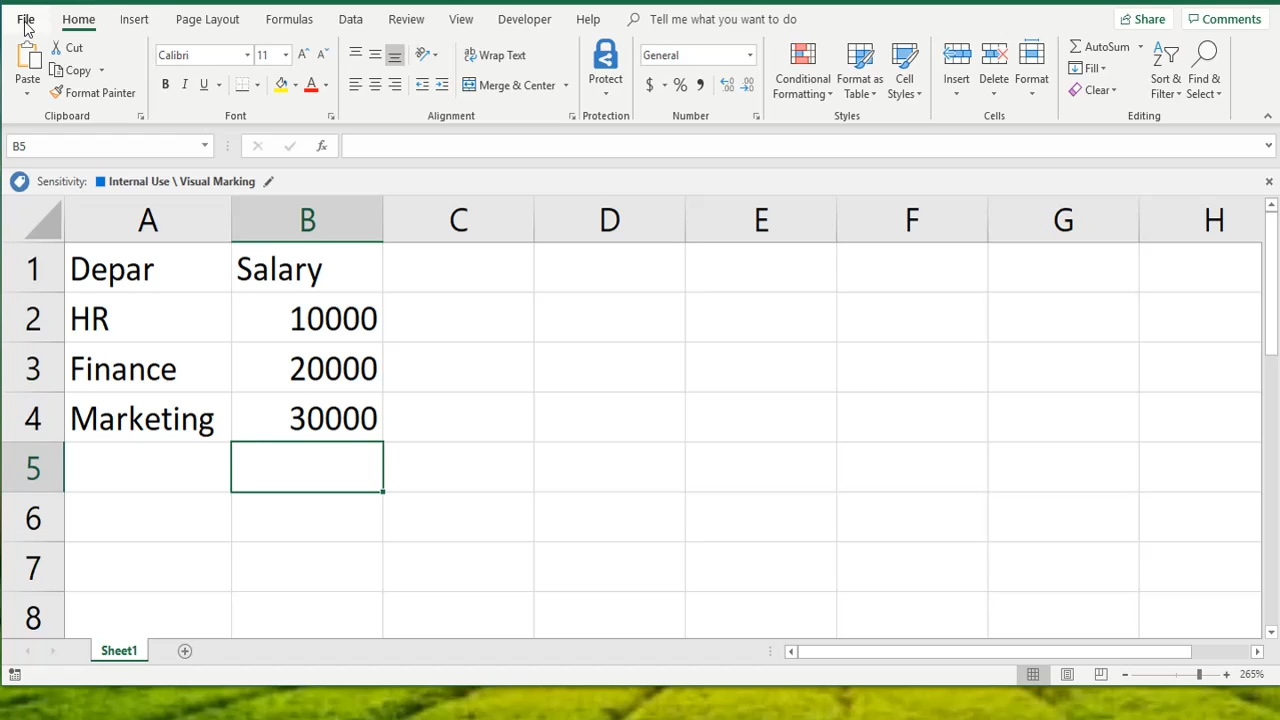 File Home Insert Page Layout Formulas Data Review View Developer Help Tell me what you want to do Share Comments
Paste
Cut
Copy
Format Painter
Clipboard
Calibri 11
B I U A
Font
Wrap Text
Merge & Center
Alignment
Protect
Protection
General
$ % ,
Number
Conditional
Formatting
Format as
Table
Cell
Styles
Styles
Insert Delete Format
Cells
AutoSum
Fill
Clear
Sort &
Filter
Find &
Select
Editing
B5 fx
Sensitivity: Internal Use \ Visual Marking
A B C D E F G H
1 Depar Salary
2 HR 10000
3 Finance 20000
4 Marketing 30000
5
6
7
8
Sheet1
265%